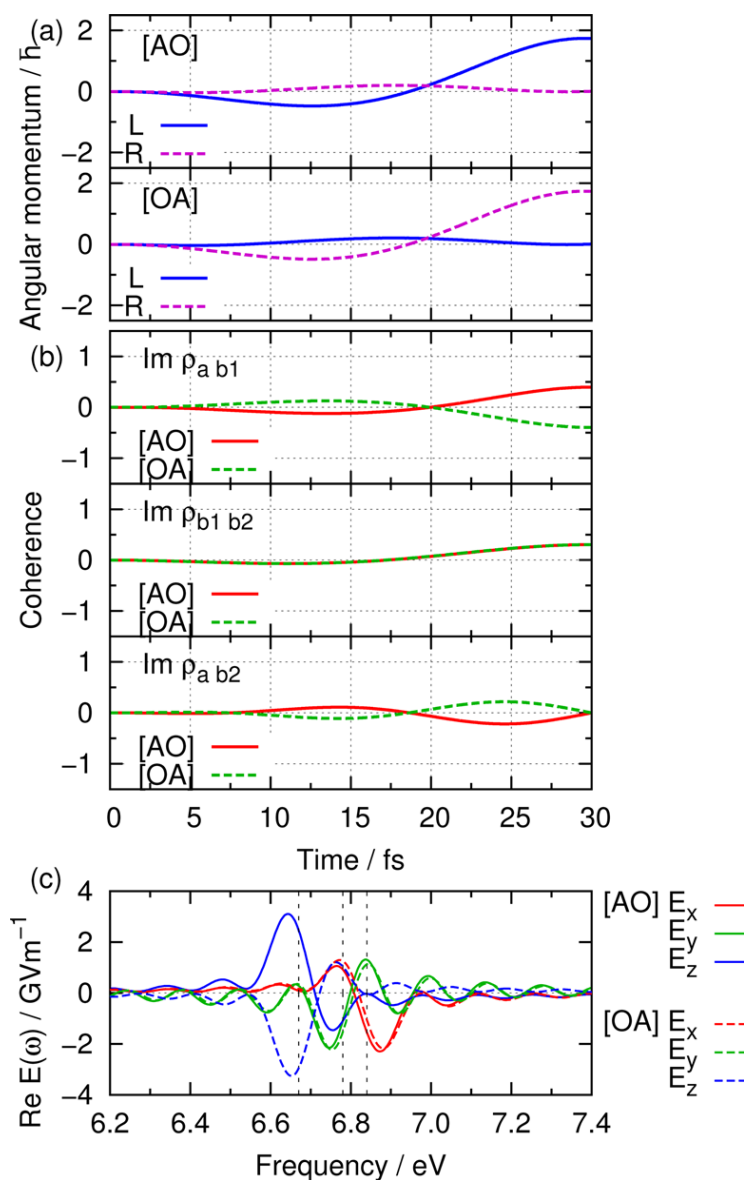 (a)
Angular momentum / ħ
2
[AO]
0
L
R
−2
2
[OA]
0
L
R
−2
(b)
Coherence
1
Im ρa b1
0
[AO]
[OA]
−1
1
Im ρb1 b2
0
[AO]
[OA]
−1
1
Im ρa b2
0
[AO]
[OA]
−1
0 5 10 15 20 25 30
Time / fs
(c)
Re E(ω) / GVm⁻¹
4
2
0
−2
−4
6.2 6.4 6.6 6.8 7.0 7.2 7.4
Frequency / eV
[AO] Ex
Ey
Ez
[OA] Ex
Ey
Ez